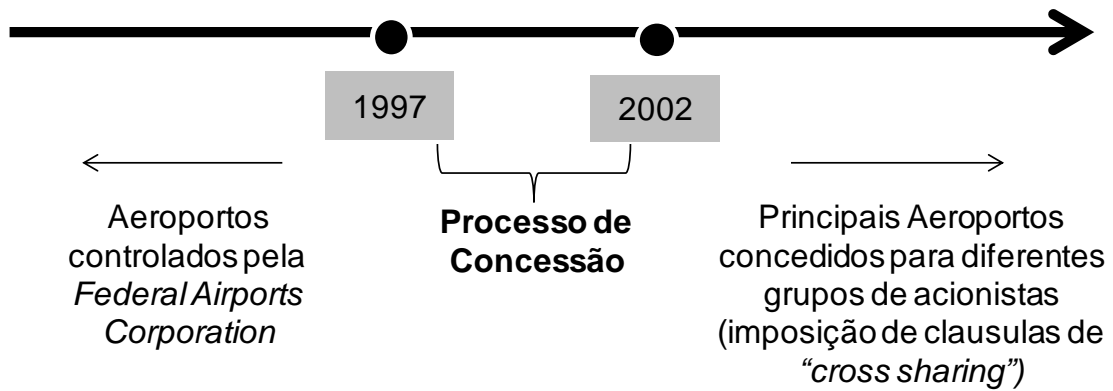 1997
2002
Aeroportos
controlados pela
Federal Airports
Corporation
Processo de
Concessão
Principais Aeroportos
concedidos para diferentes
grupos de acionistas
(imposição de clausulas de
“cross sharing”)